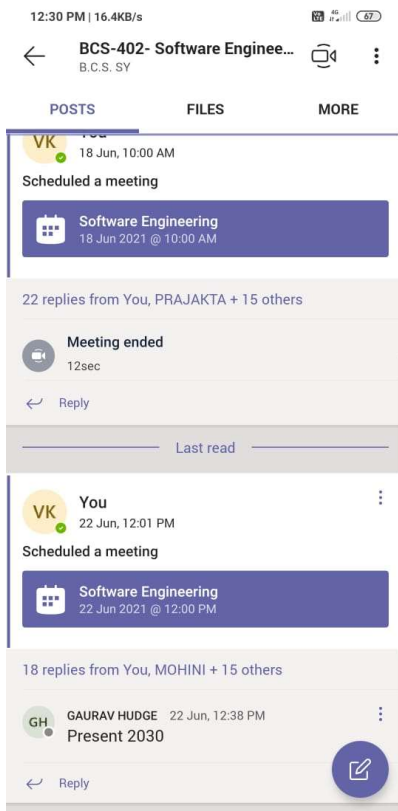 12:30 PM | 16.4KB/s 4G 67
BCS-402- Software Enginee...
B.C.S. SY
POSTS FILES MORE
VK
18 Jun, 10:00 AM
Scheduled a meeting
Software Engineering
18 Jun 2021 @ 10:00 AM
22 replies from You, PRAJAKTA + 15 others
Meeting ended
12sec
Reply
Last read
VK You
22 Jun, 12:01 PM
Scheduled a meeting
Software Engineering
22 Jun 2021 @ 12:00 PM
18 replies from You, MOHINI + 15 others
GH GAURAV HUDGE 22 Jun, 12:38 PM
Present 2030
Reply